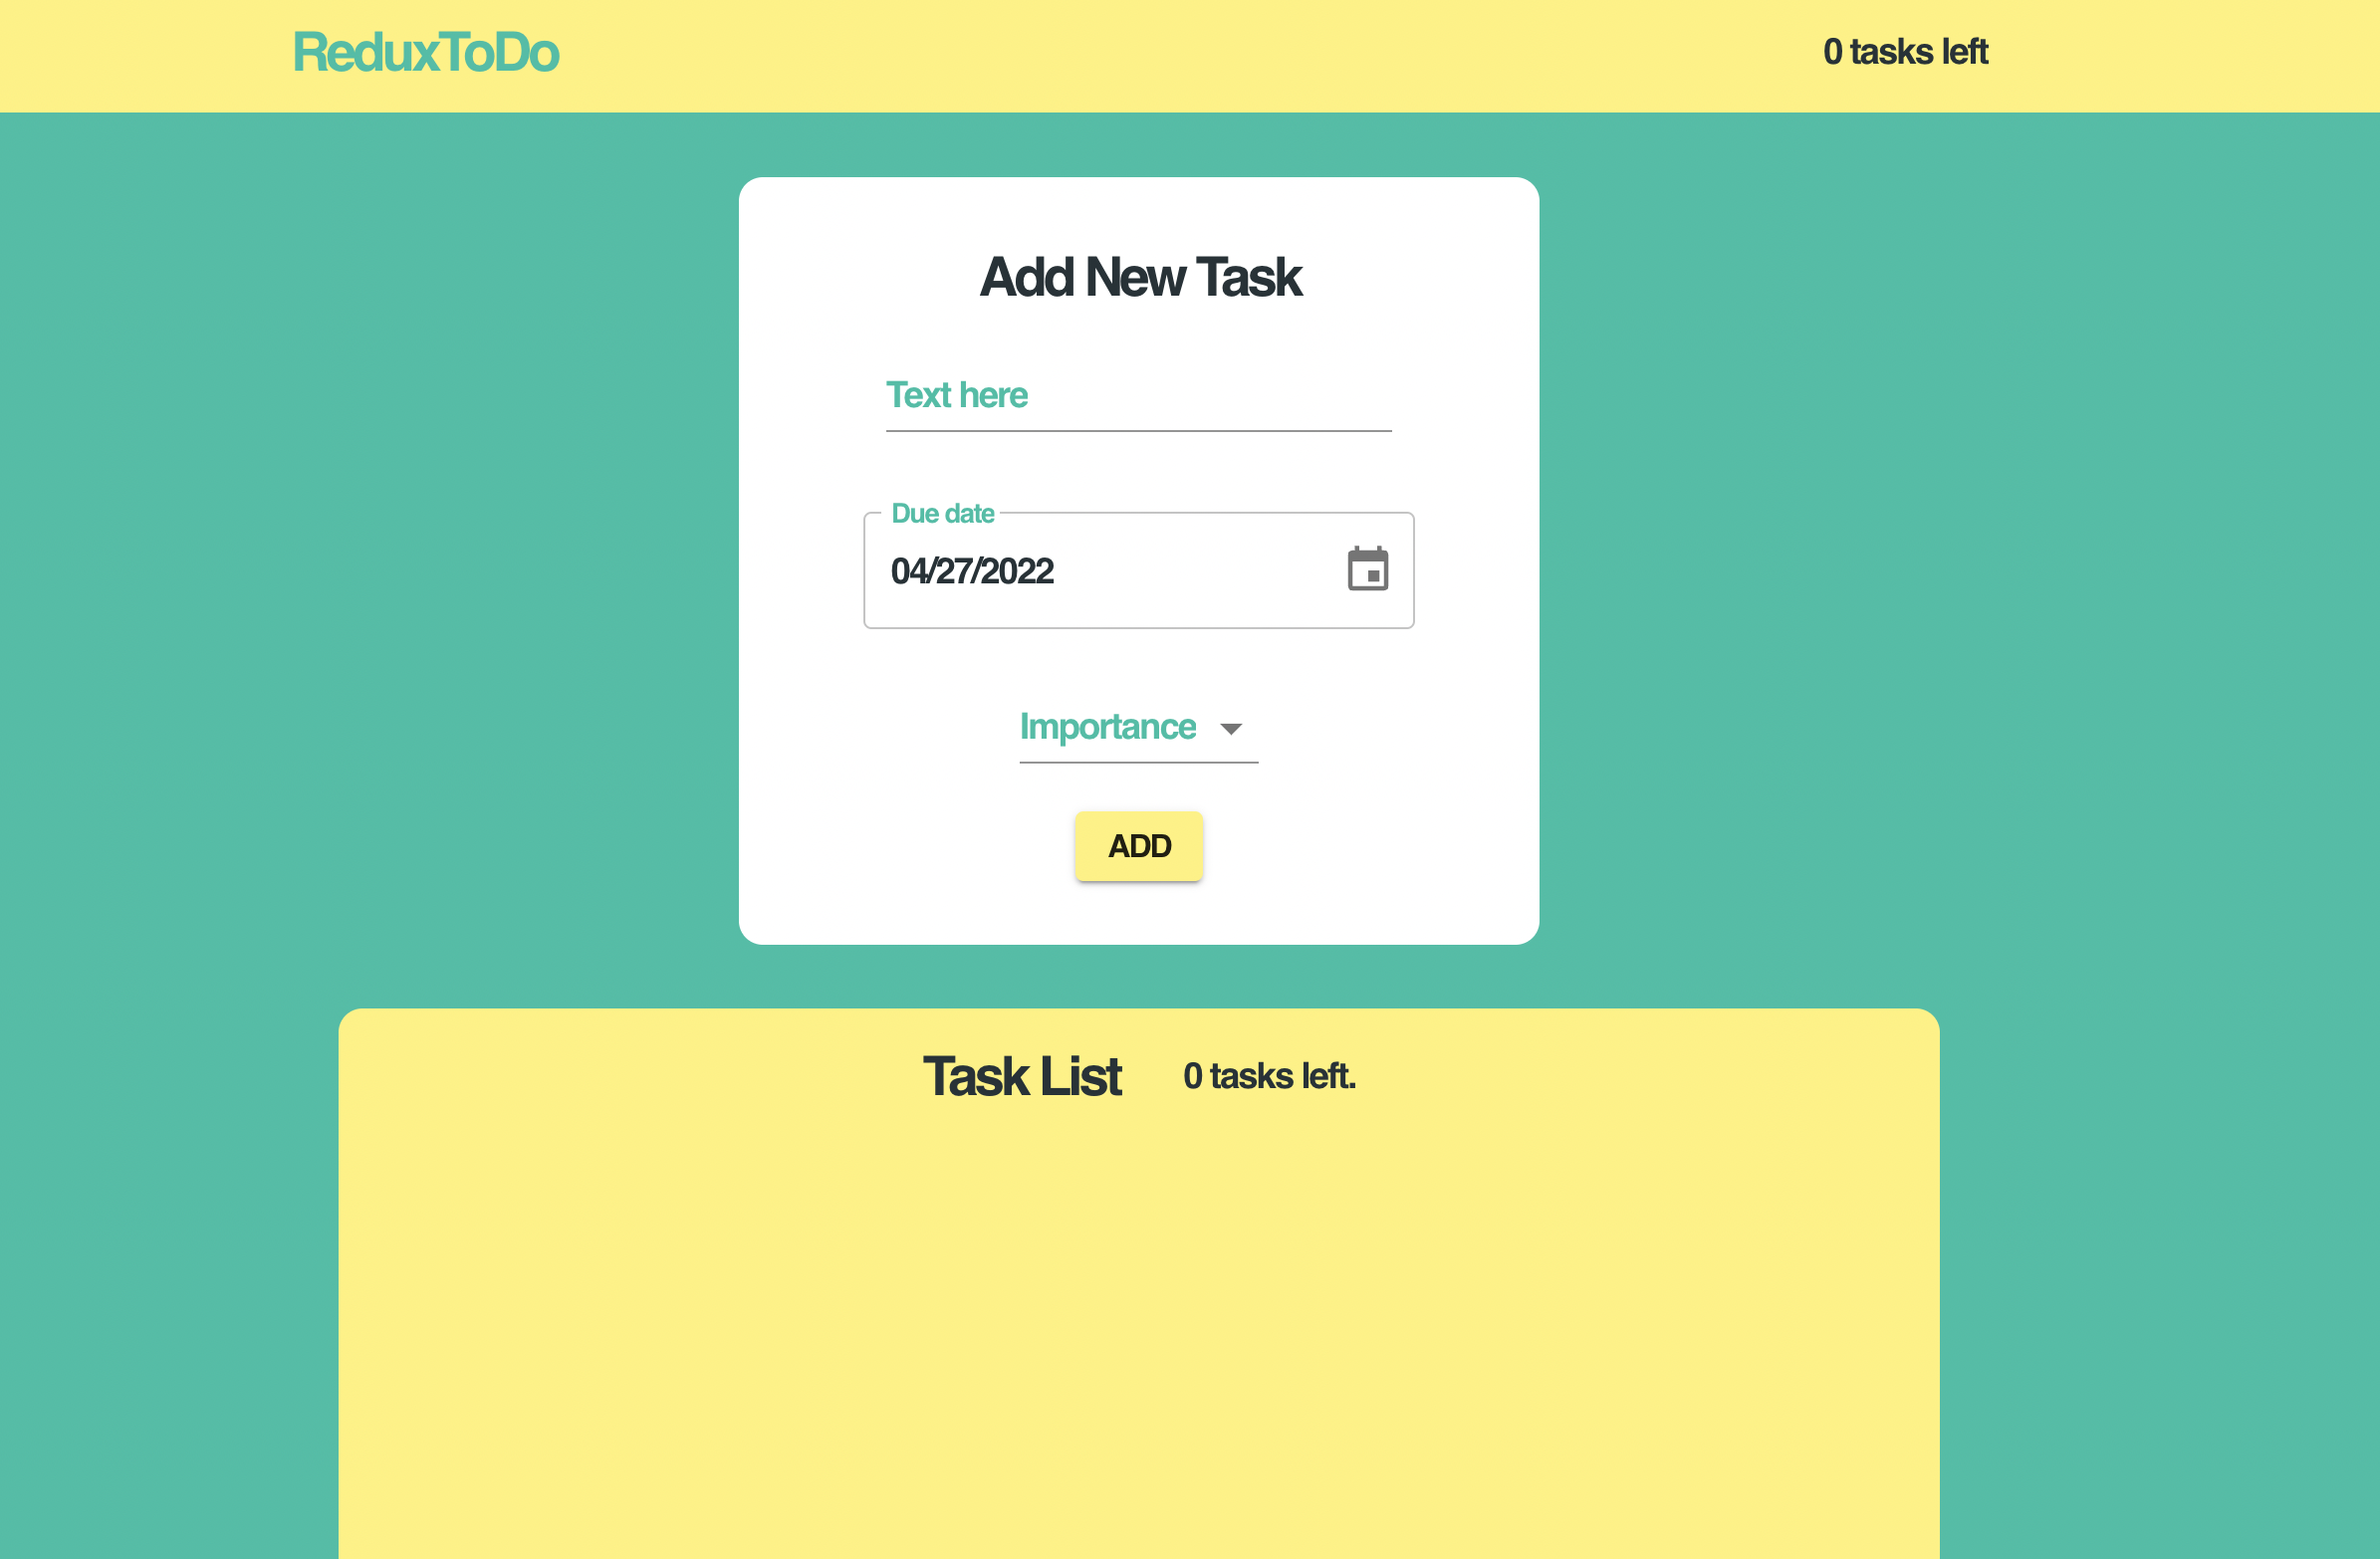 ReduxToDo
0 tasks left
Add New Task
Text here
Due date
04/27/2022
Importance
ADD
Task List
0 tasks left.